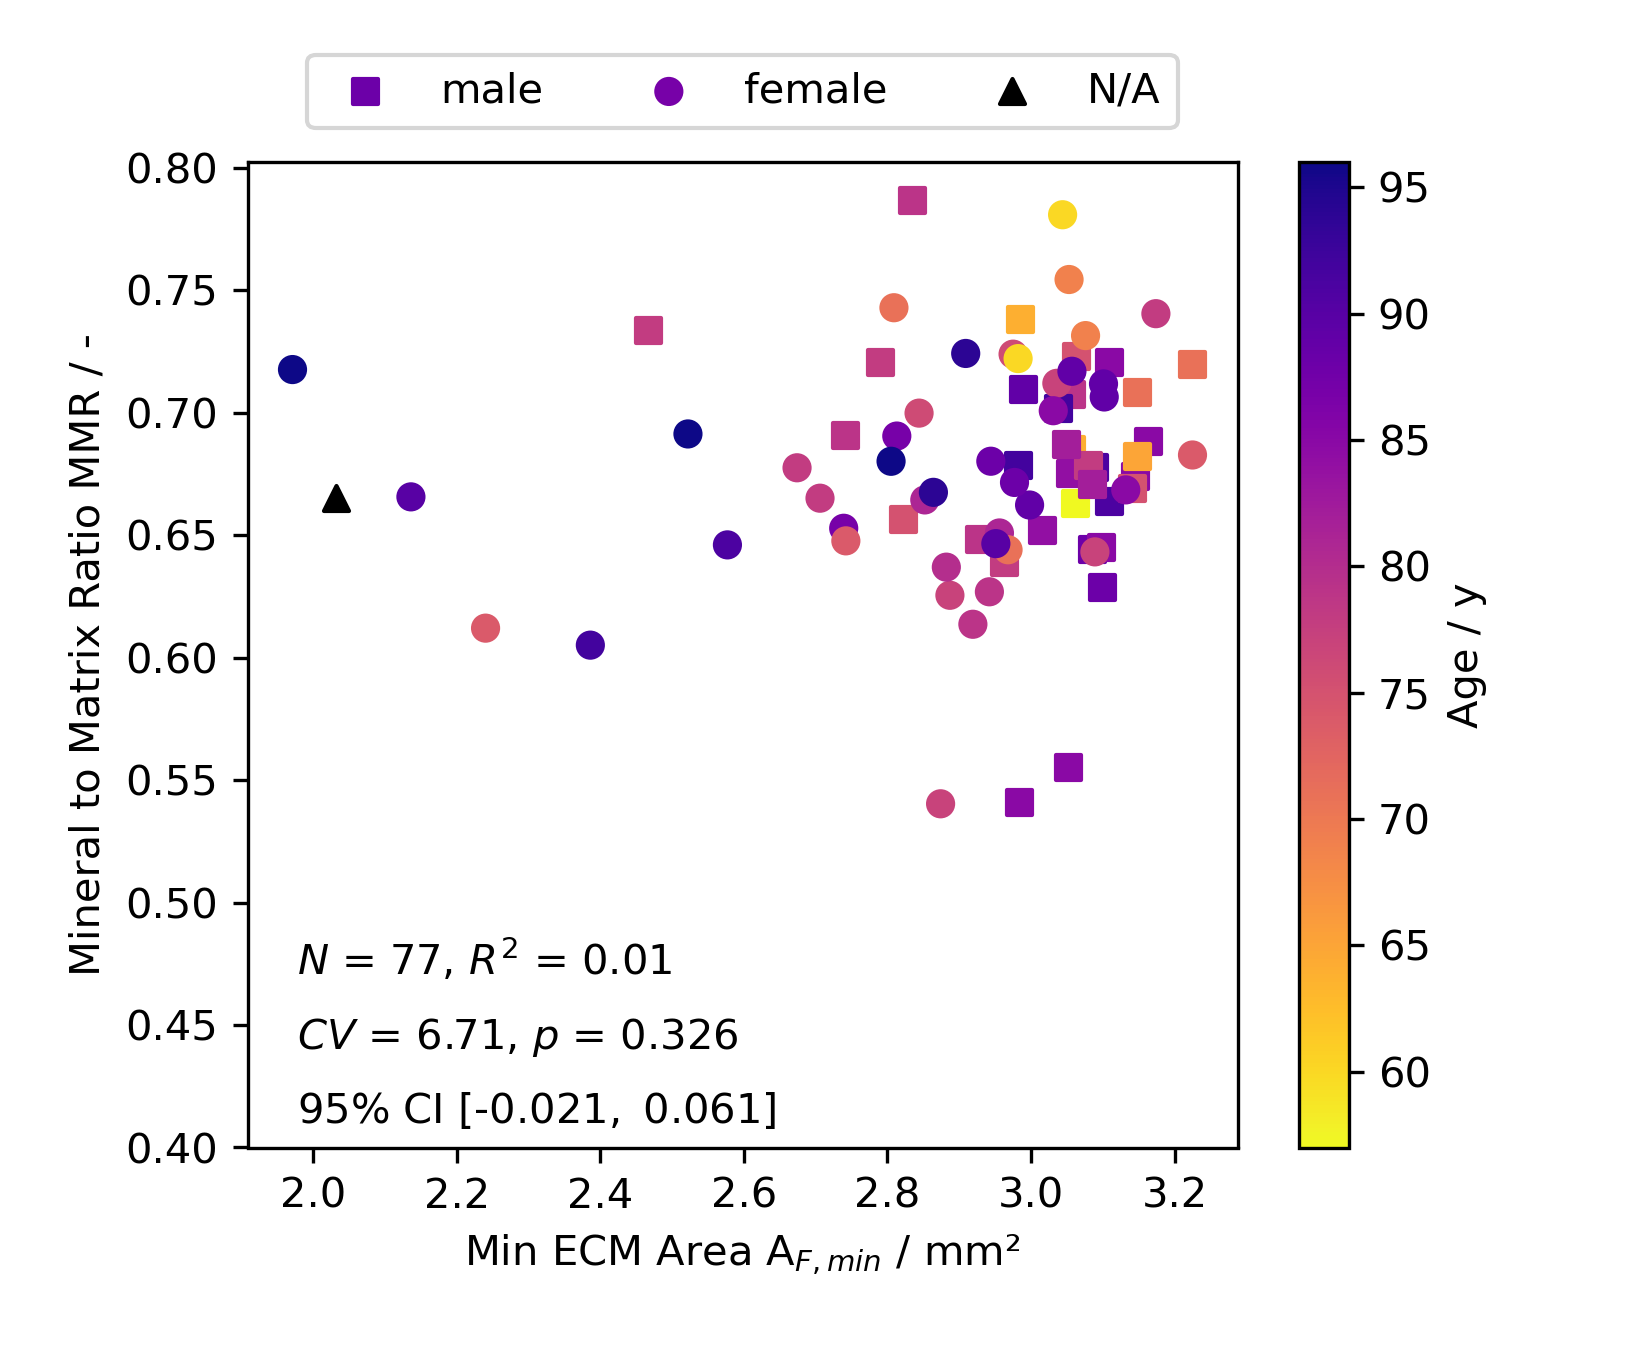 male female N/A
0.80
0.75
0.70
0.65
0.60
0.55
0.50
0.45
0.40
Mineral to Matrix Ratio MMR / -
N = 77, R² = 0.01
CV = 6.71, p = 0.326
95% CI [-0.021, 0.061]
2.0 2.2 2.4 2.6 2.8 3.0 3.2
Min ECM Area A_{F,min} / mm²
95
90
85
80
75
70
65
60
Age / y